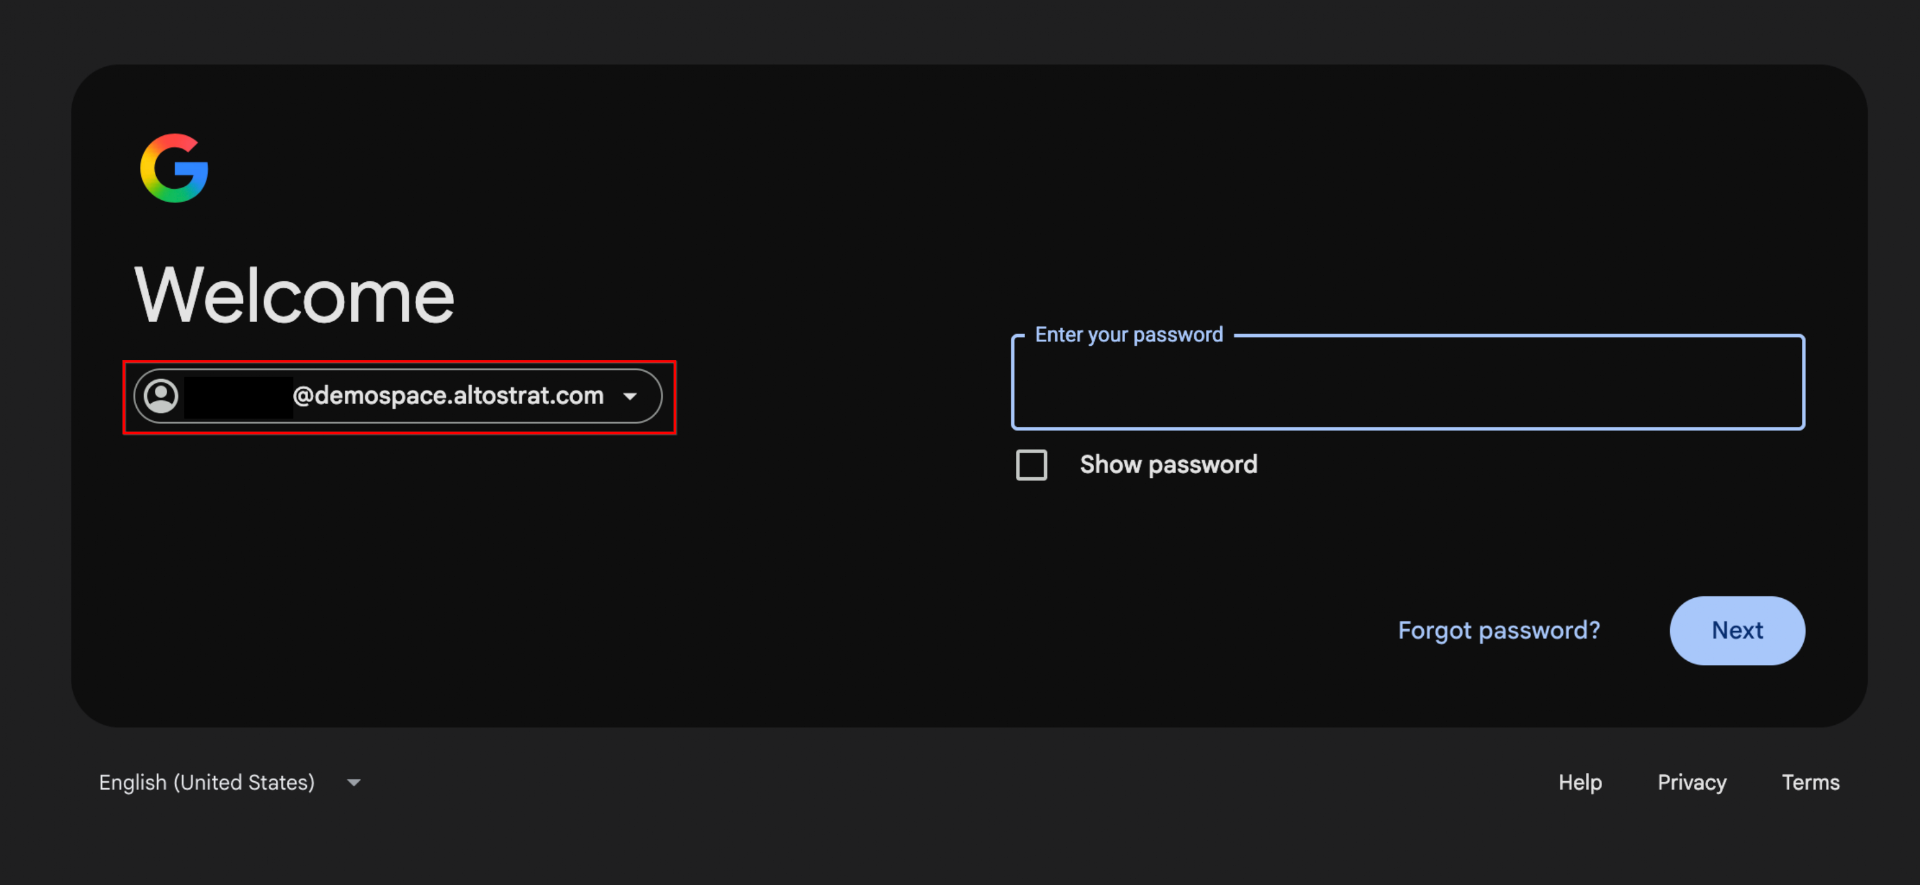 Welcome
@demospace.altostrat.com
Enter your password
Show password
Forgot password?
Next
English (United States)
Help
Privacy
Terms